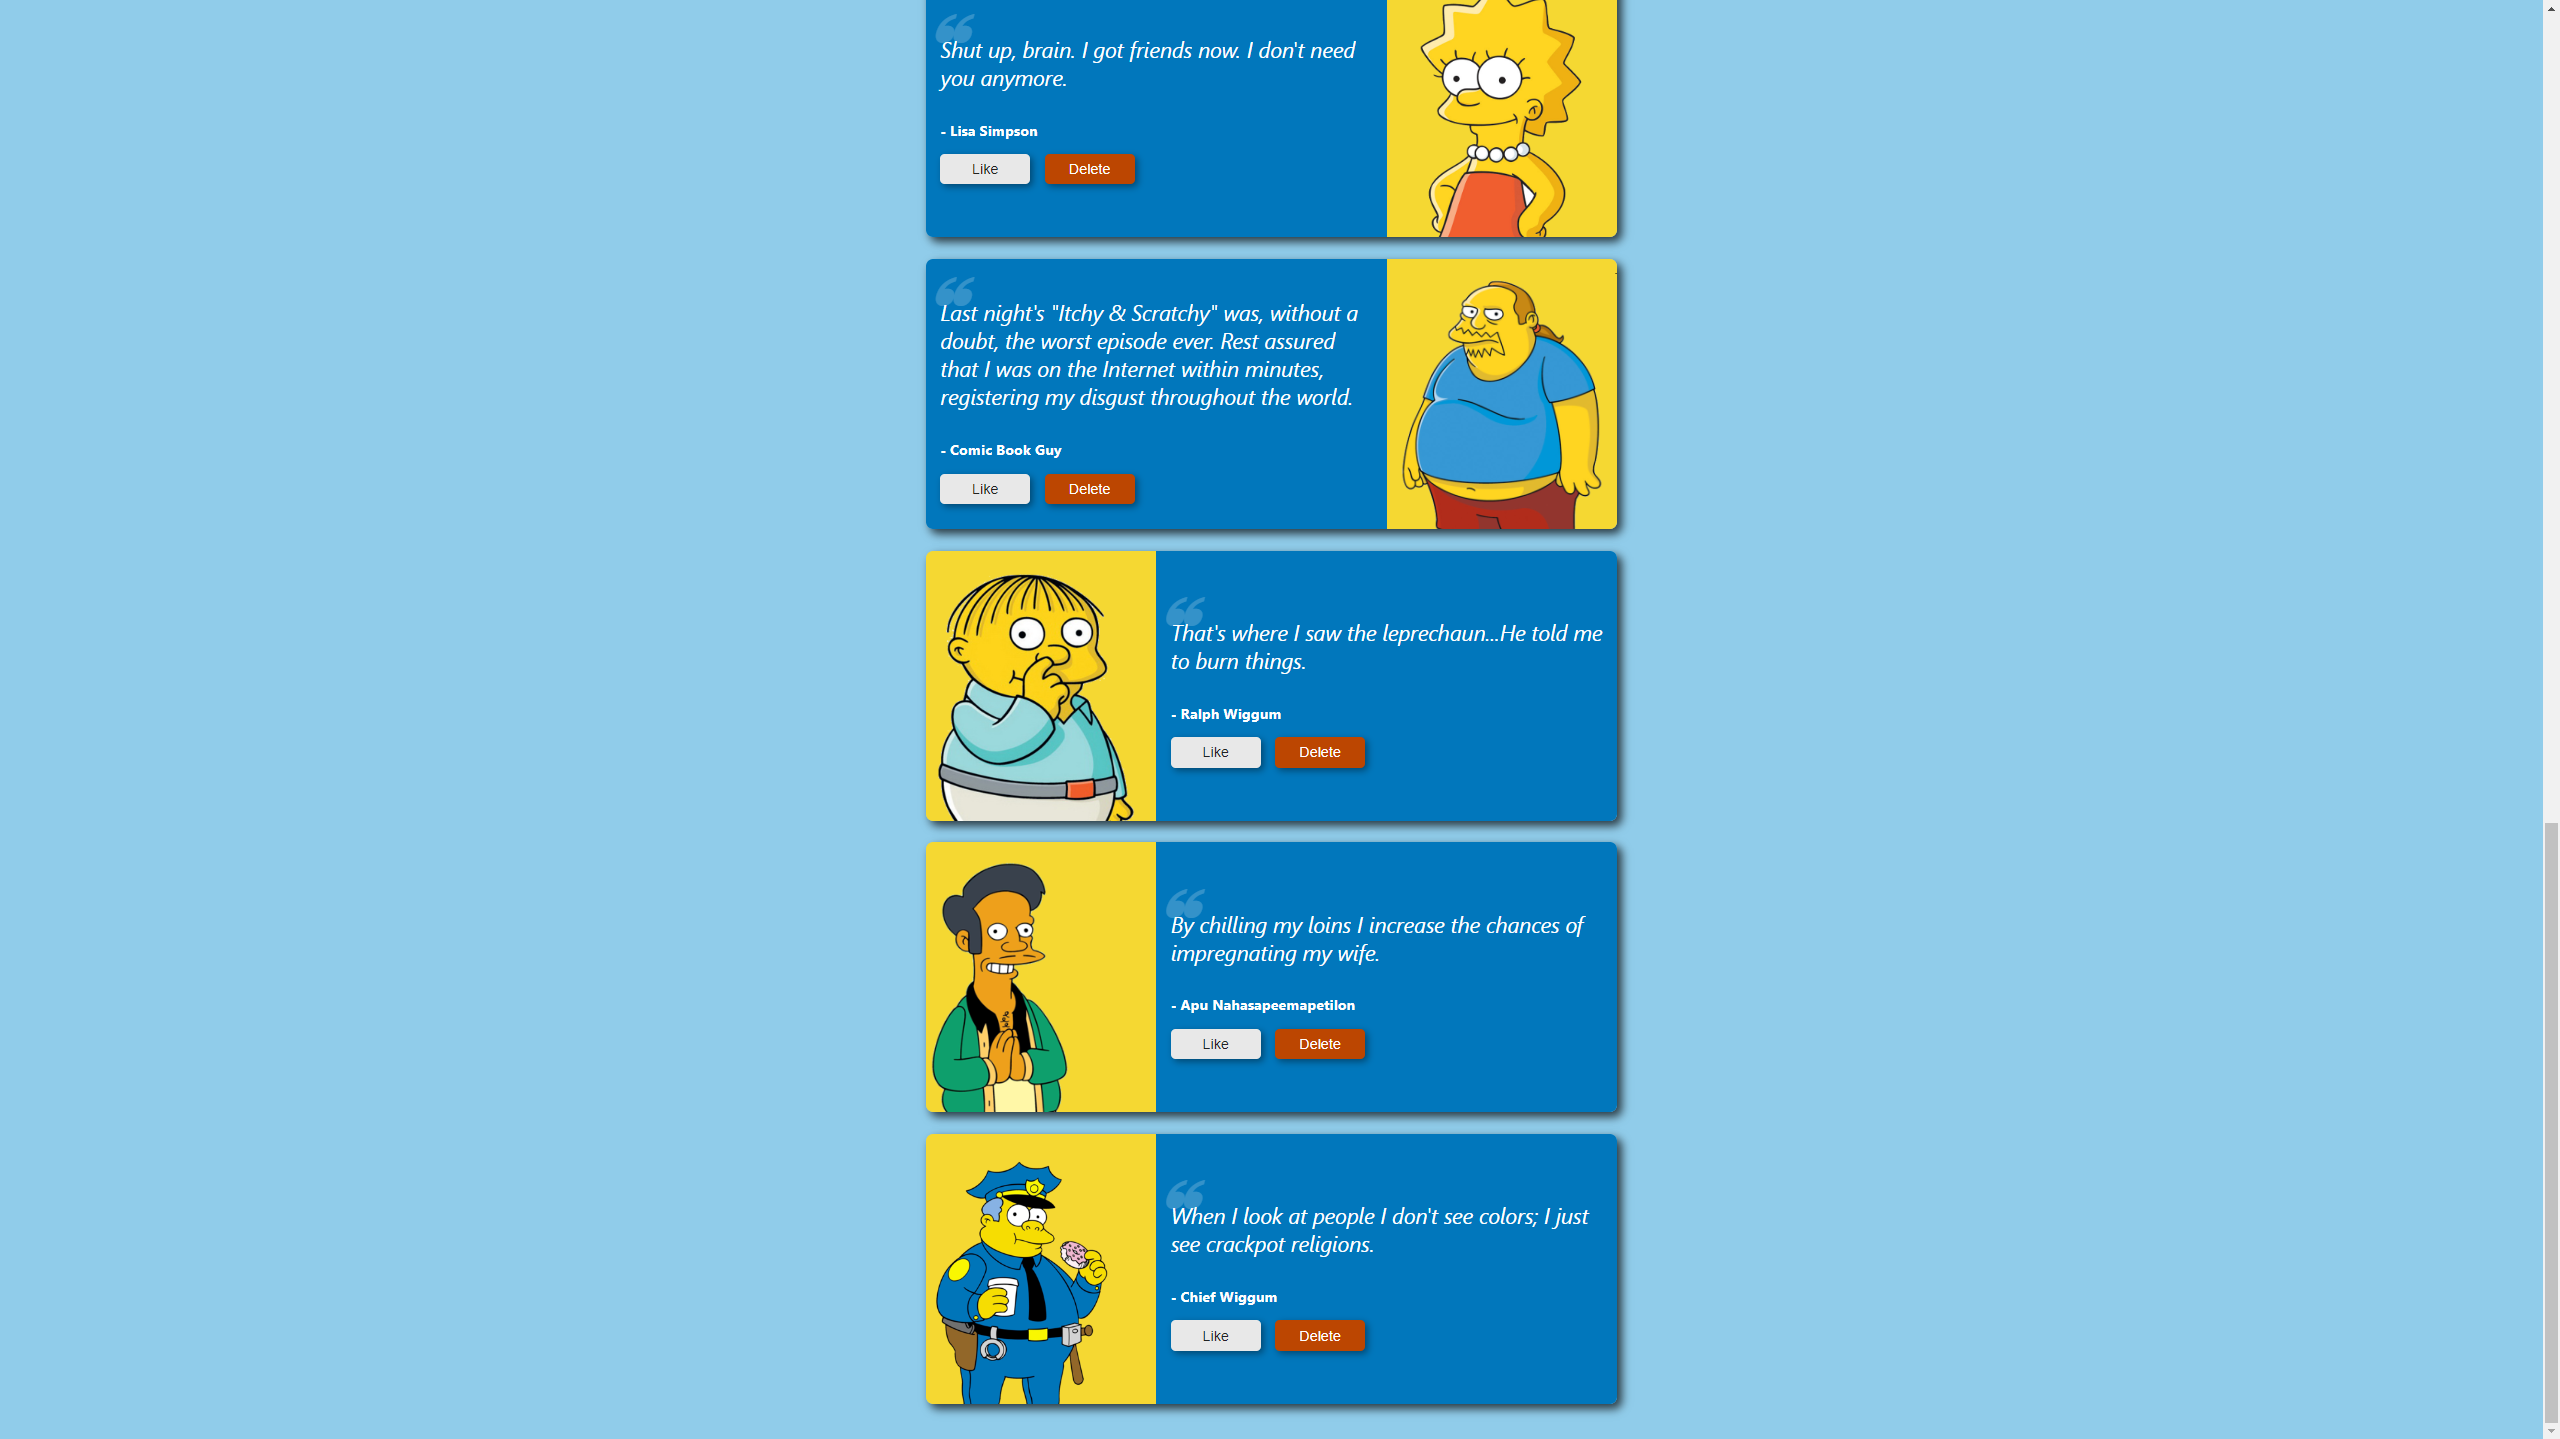 Shut up, brain. I got friends now. I don't need
you anymore.
- Lisa Simpson
Like Delete
Last night's "Itchy & Scratchy" was, without a
doubt, the worst episode ever. Rest assured
that I was on the Internet within minutes,
registering my disgust throughout the world.
- Comic Book Guy
Like Delete
That's where I saw the leprechaun...He told me
to burn things.
- Ralph Wiggum
Like Delete
By chilling my loins I increase the chances of
impregnating my wife.
- Apu Nahasapeemapetilon
Like Delete
When I look at people I don't see colors; I just
see crackpot religions.
- Chief Wiggum
Like Delete